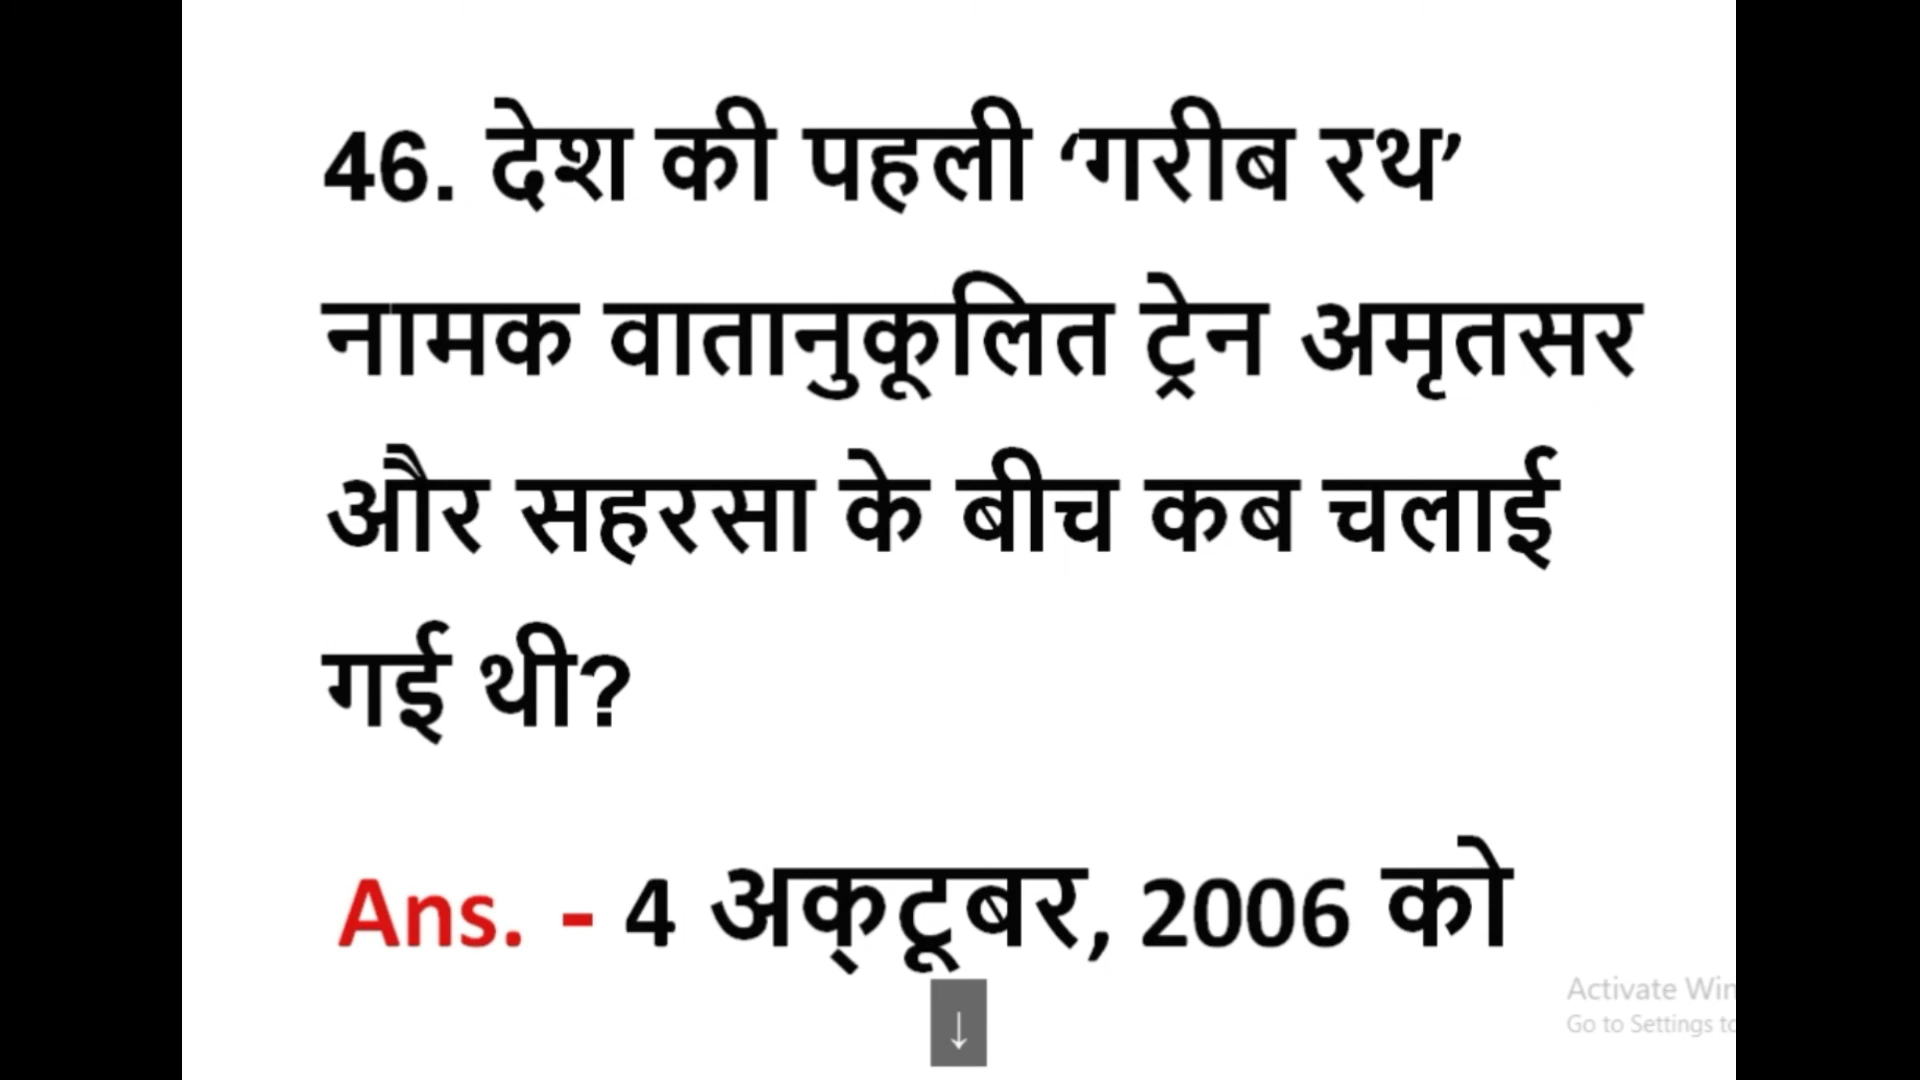 46. देश की पहली ‘गरीब रथ’
नामक वातानुकूलित ट्रेन अमृतसर
और सहरसा के बीच कब चलाई
गई थी?
Ans. - 4 अक्‌टूबर, 2006 को
↓
Activate Win
Go to Settings to